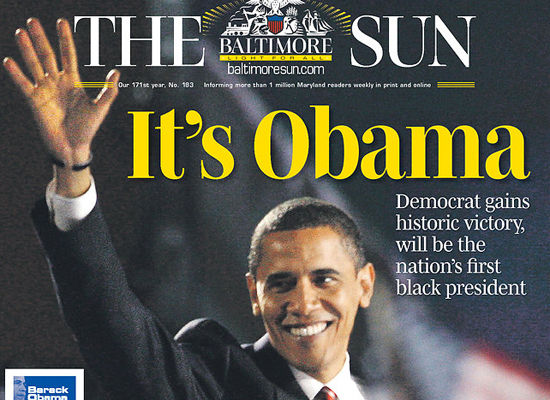 THE BALTIMORE SUN
LIGHT FOR ALL
baltimoresun.com
Our 171st year, No. 183 Informing more than 1 million Maryland readers weekly in print and online
It's Obama
Democrat gains
historic victory,
will be the
nation's first
black president
Barack
Obama